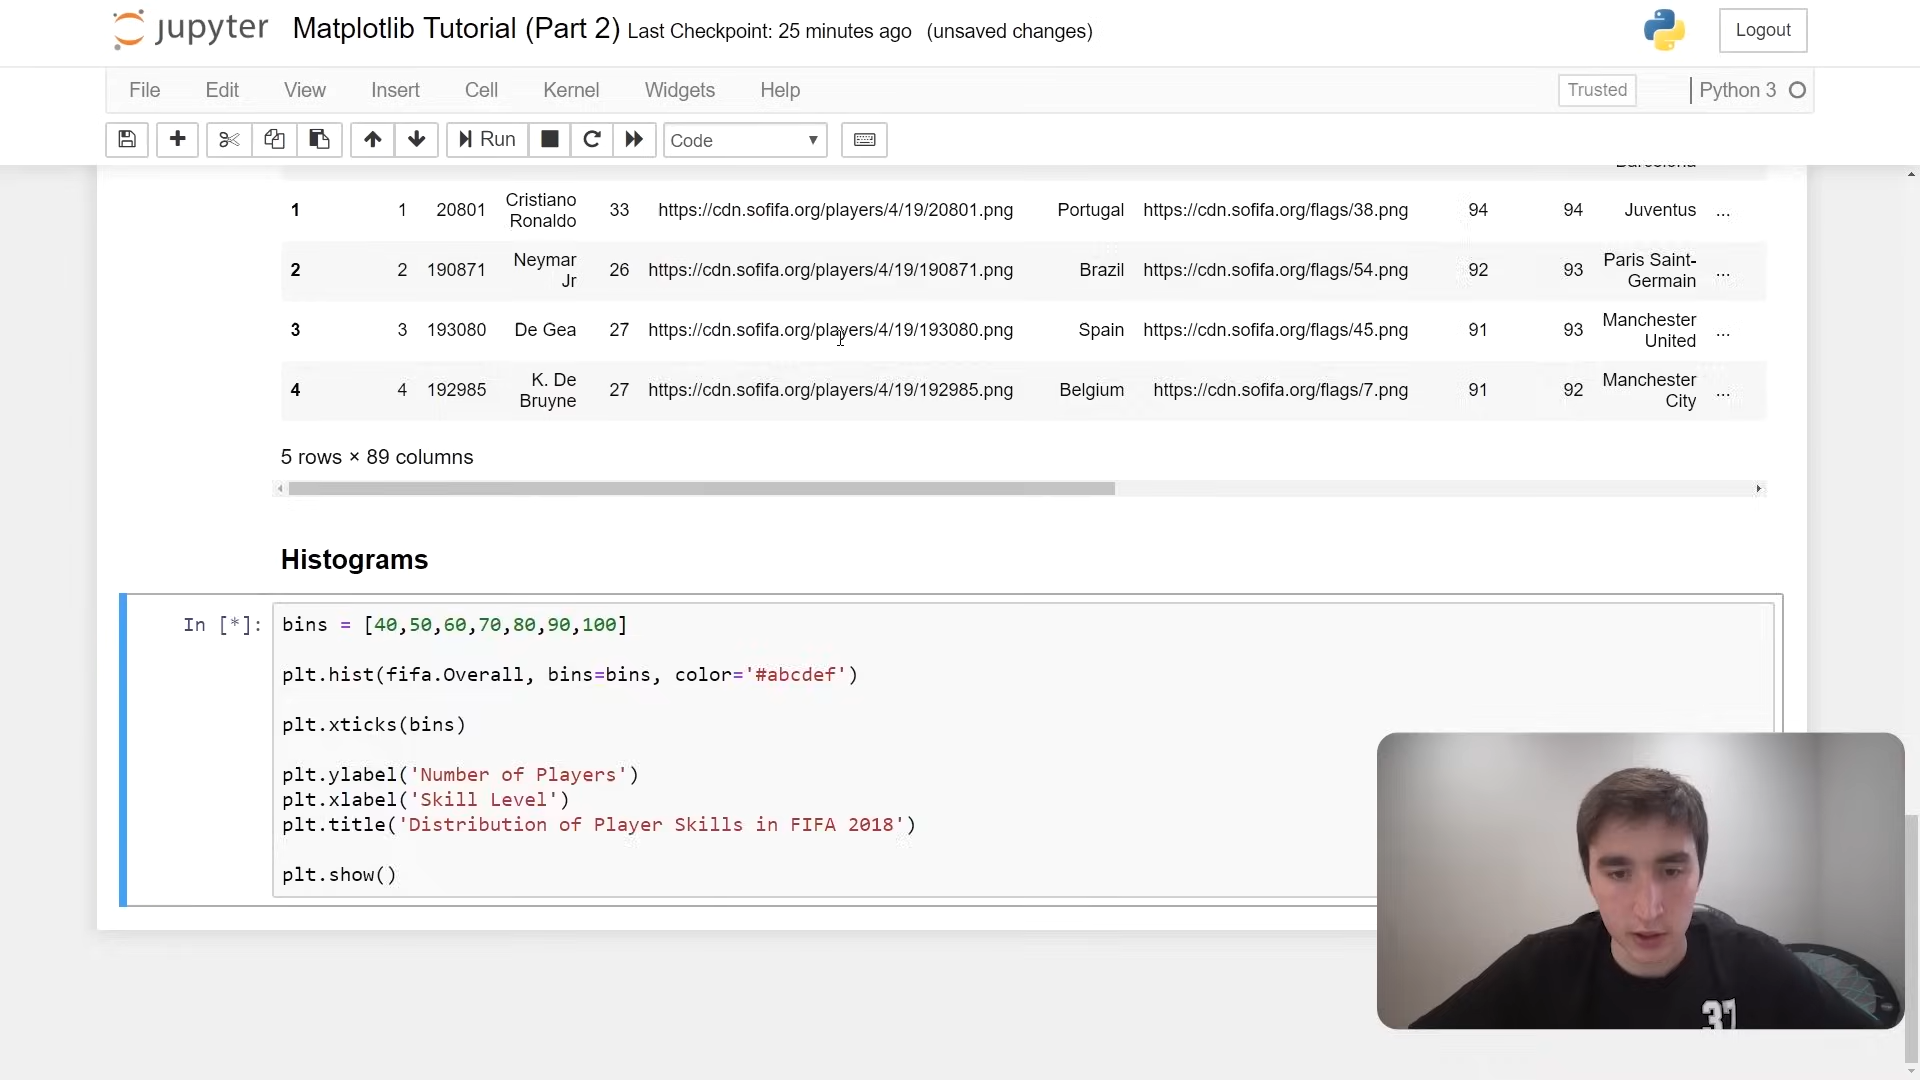 jupyter Matplotlib Tutorial (Part 2) Last Checkpoint: 25 minutes ago (unsaved changes) Logout
File Edit View Insert Cell Kernel Widgets Help Trusted Python 3
Run Code
Barcelona
1 1 20801 Cristiano Ronaldo 33 https://cdn.sofifa.org/players/4/19/20801.png Portugal https://cdn.sofifa.org/flags/38.png 94 94 Juventus ...
2 2 190871 Neymar Jr 26 https://cdn.sofifa.org/players/4/19/190871.png Brazil https://cdn.sofifa.org/flags/54.png 92 93 Paris Saint-Germain ...
3 3 193080 De Gea 27 https://cdn.sofifa.org/players/4/19/193080.png Spain https://cdn.sofifa.org/flags/45.png 91 93 Manchester United ...
4 4 192985 K. De Bruyne 27 https://cdn.sofifa.org/players/4/19/192985.png Belgium https://cdn.sofifa.org/flags/7.png 91 92 Manchester City ...
5 rows × 89 columns
Histograms
In [*]: bins = [40,50,60,70,80,90,100]
plt.hist(fifa.Overall, bins=bins, color='#abcdef')
plt.xticks(bins)
plt.ylabel('Number of Players')
plt.xlabel('Skill Level')
plt.title('Distribution of Player Skills in FIFA 2018')
plt.show()
37